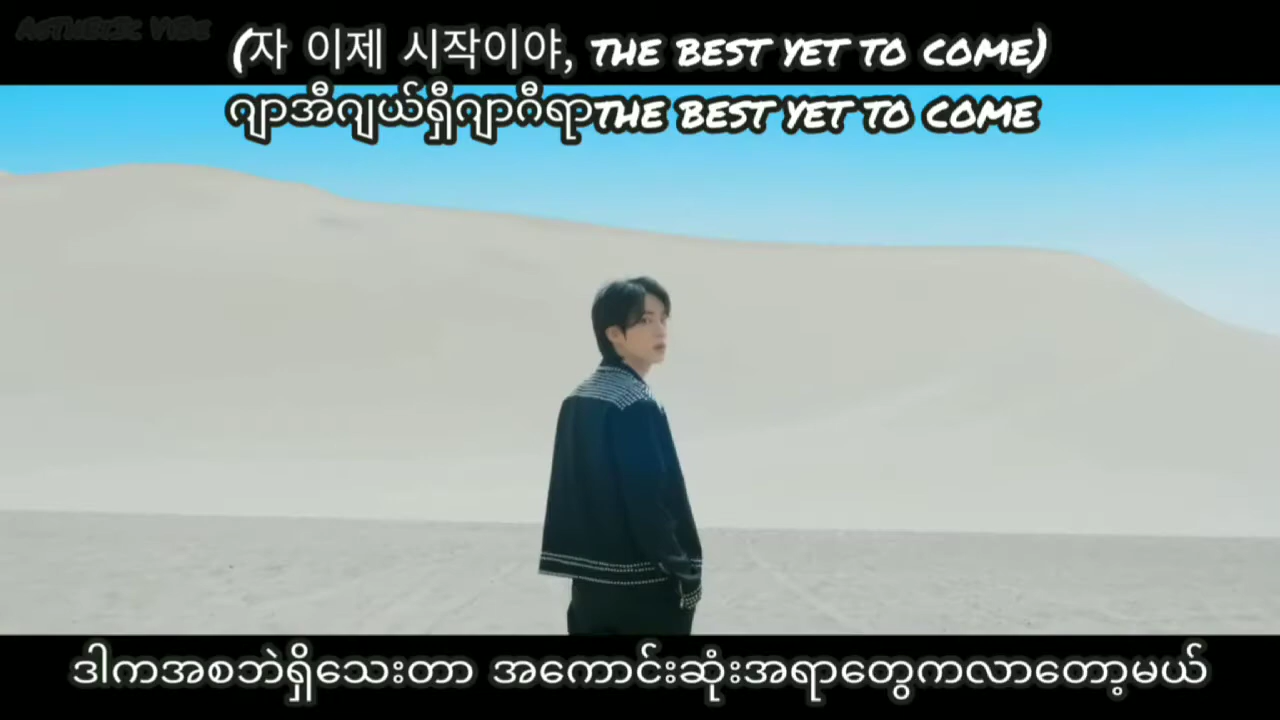 AESTHETIC VIBE
(자 이제 시작이야, THE BEST YET TO COME)
ဂျာအီဂျယ်ရှီဂျာဂီရာTHE BEST YET TO COME
ဒါကအစဘဲရှိသေးတာ အကောင်းဆုံးအရာတွေကလာတော့မယ်